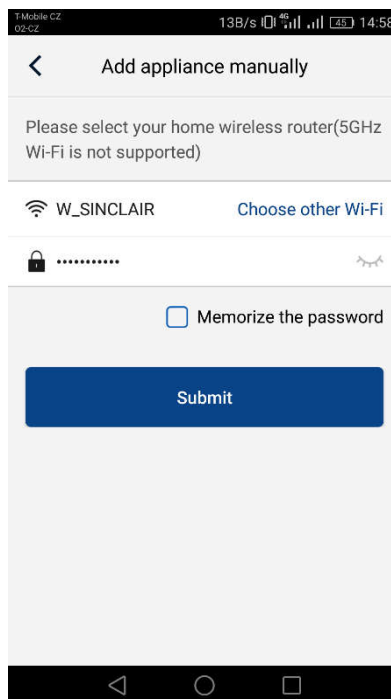 T-Mobile CZ
O2-CZ
13B/s 4G 45 14:58
Add appliance manually
Please select your home wireless router(5GHz
Wi-Fi is not supported)
W_SINCLAIR Choose other Wi-Fi
•••••••••••
Memorize the password
Submit